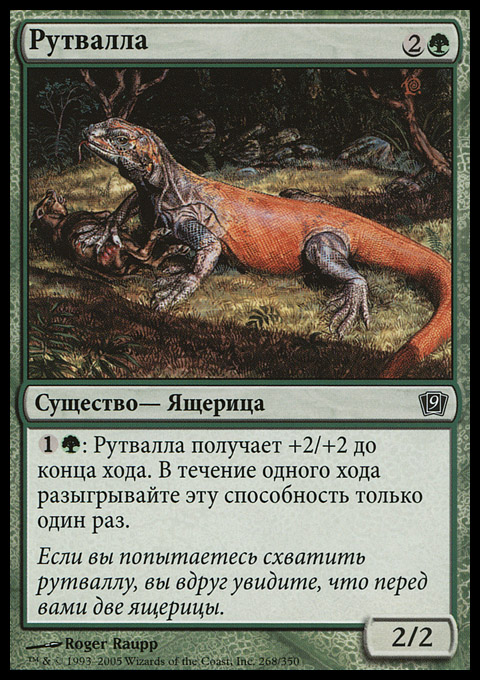 Рутвалла
2
Существо— Ящерица
9
1 : Рутвалла получает +2/+2 до
конца хода. В течение одного хода
разыгрывайте эту способность только
один раз.
Если вы попытаетесь схватить
рутваллу, вы вдруг увидите, что перед
вами две ящерицы.
2/2
Roger Raupp
™ & © 1993–2005 Wizards of the Coast, Inc. 268/350